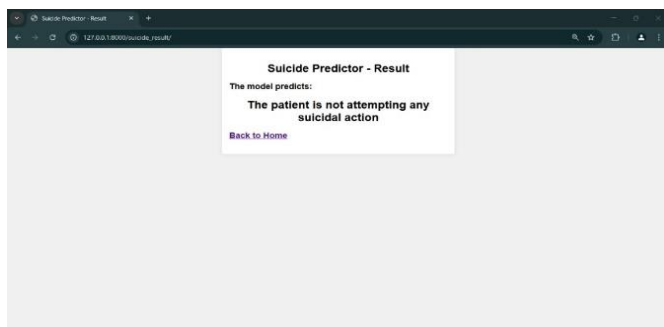 Suicide Predictor - Result
127.0.0.1:8000/suicide_result/
Suicide Predictor - Result
The model predicts:
The patient is not attempting any
suicidal action
Back to Home